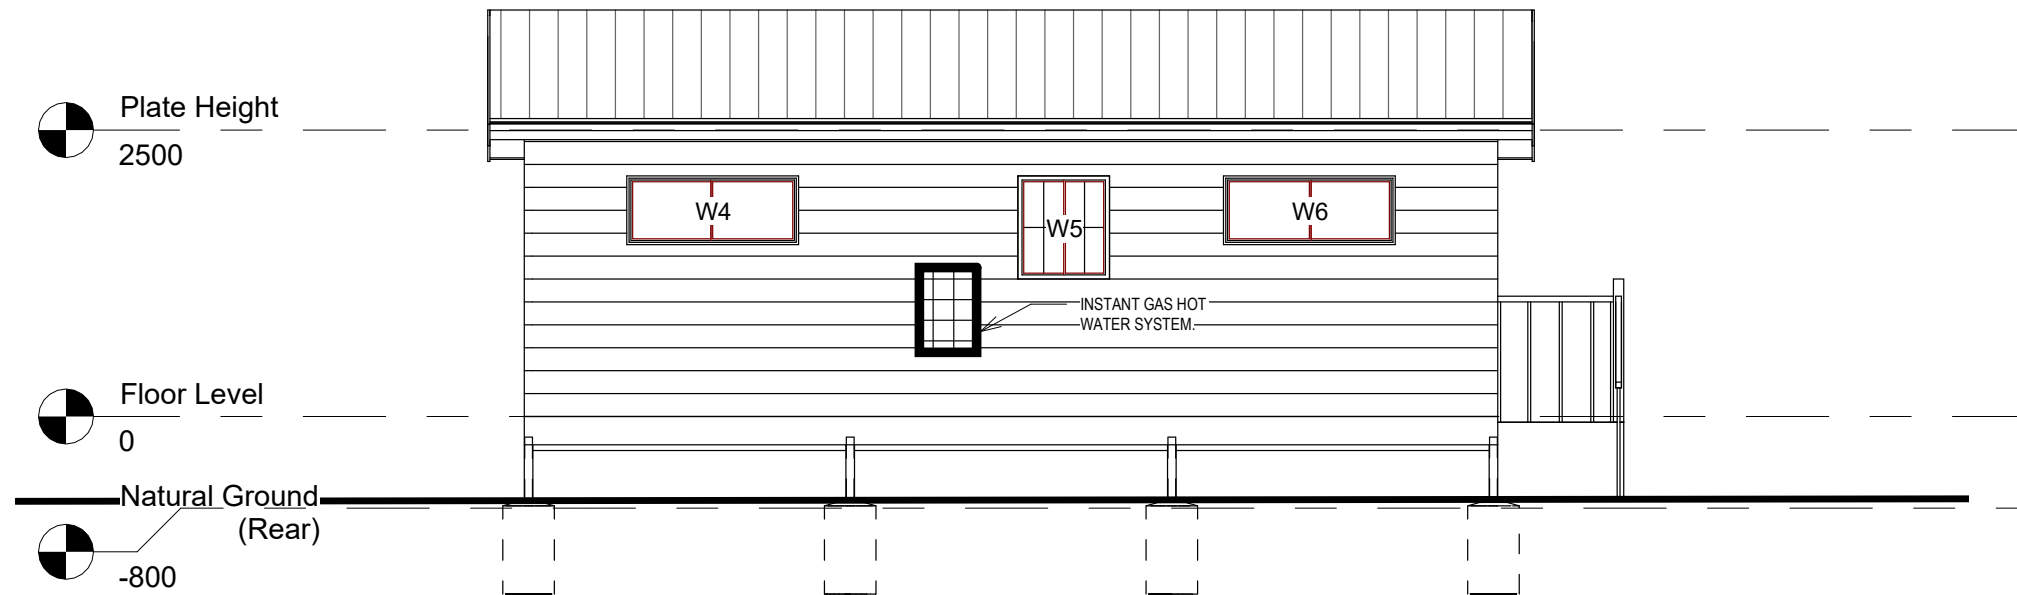 Plate Height
2500
W4
W5
W6
INSTANT GAS HOT
WATER SYSTEM.
Floor Level
0
Natural Ground
(Rear)
-800